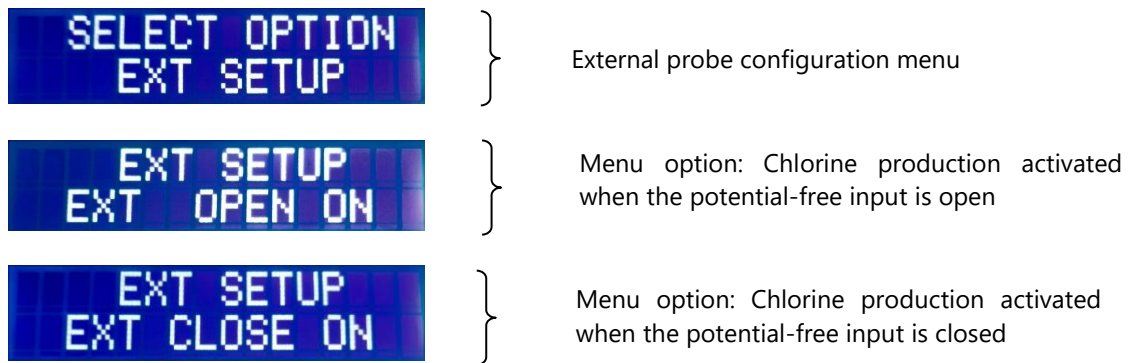 SELECT OPTION
EXT SETUP
External probe configuration menu
EXT SETUP
EXT OPEN ON
Menu option: Chlorine production activated
when the potential-free input is open
EXT SETUP
EXT CLOSE ON
Menu option: Chlorine production activated
when the potential-free input is closed